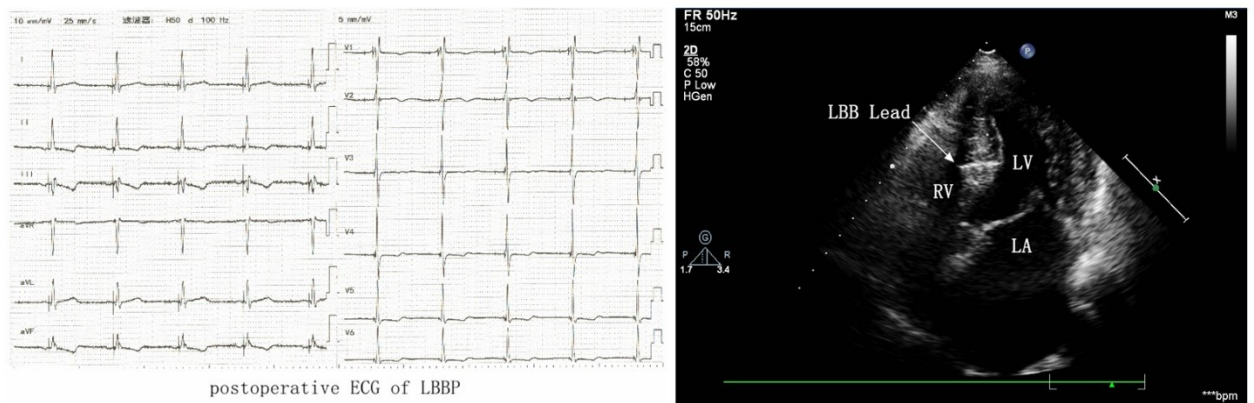 10 mm/mV 25 mm/s 滤波器: H50 d 100 Hz
I
II
III
aVR
aVL
aVF
5 mm/mV
V1
V2
V3
V4
V5
V6
postoperative ECG of LBBP
FR 50Hz
15cm
2D
58%
C 50
P Low
HGen
M3
P
LBB Lead
LV
RV
LA
G
P R
1.7 3.4
x
***bpm